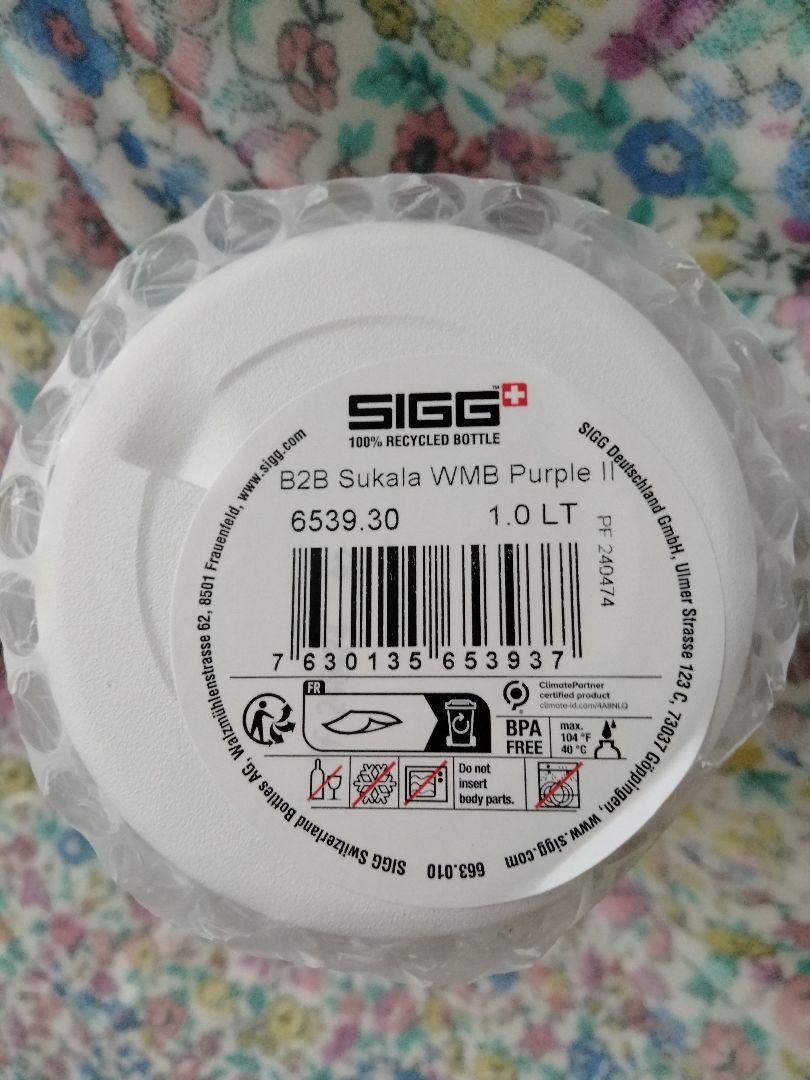 SIGG™
100% RECYCLED BOTTLE
B2B Sukala WMB Purple II
6539.30 1.0 LT
PF 240474
7 630135 653937
FR
ClimatePartner
certified product
climate-id.com/4A8NLQ
BPA
FREE
max.
104 °F
40 °C
Do not
insert
body parts.
SIGG Switzerland Bottles AG, Walzmühlenstrasse 62, 8501 Frauenfeld, www.sigg.com
SIGG Deutschland GmbH, Ulmer Strasse 123 C, 73037 Göppingen, www.sigg.com
663.010